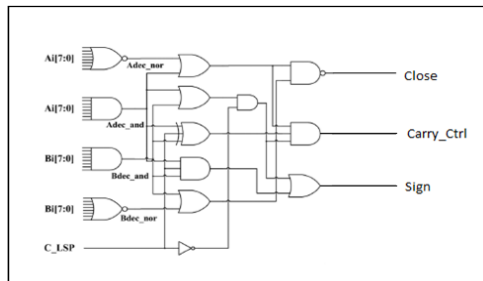 Ai[7:0]
Adec_nor
Close
Ai[7:0]
Adec_and
Carry_Ctrl
Bi[7:0]
Bdec_and
Sign
Bi[7:0]
Bdec_nor
C_LSP